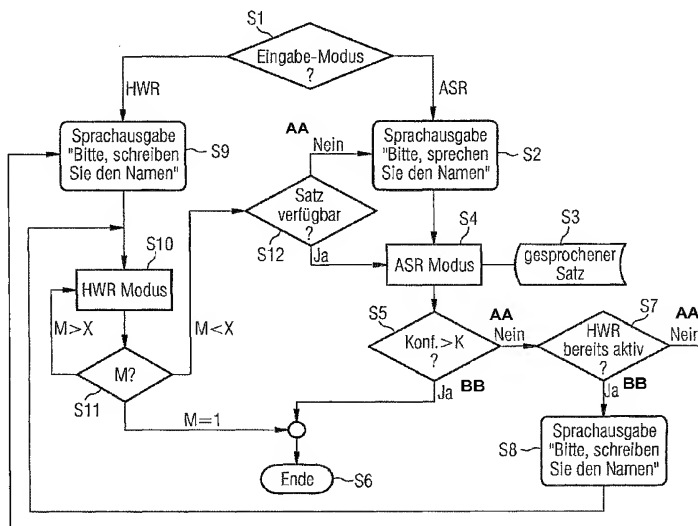 S1
Eingabe-Modus
?
HWR
ASR
Sprachausgabe
"Bitte, schreiben
Sie den Namen"
S9
AA
Nein
Sprachausgabe
"Bitte, sprechen
Sie den Namen"
S2
Satz
verfügbar
?
S12
Ja
S10
HWR Modus
S4
ASR Modus
S3
gesprochener
Satz
M>X
M<X
M?
S11
M=1
S5
Konf.>K
?
AA
Nein
BB
Ja
S7
HWR
bereits aktiv
?
AA
Nein
BB
Ja
Ende
S6
S8
Sprachausgabe
"Bitte, schreiben
Sie den Namen"